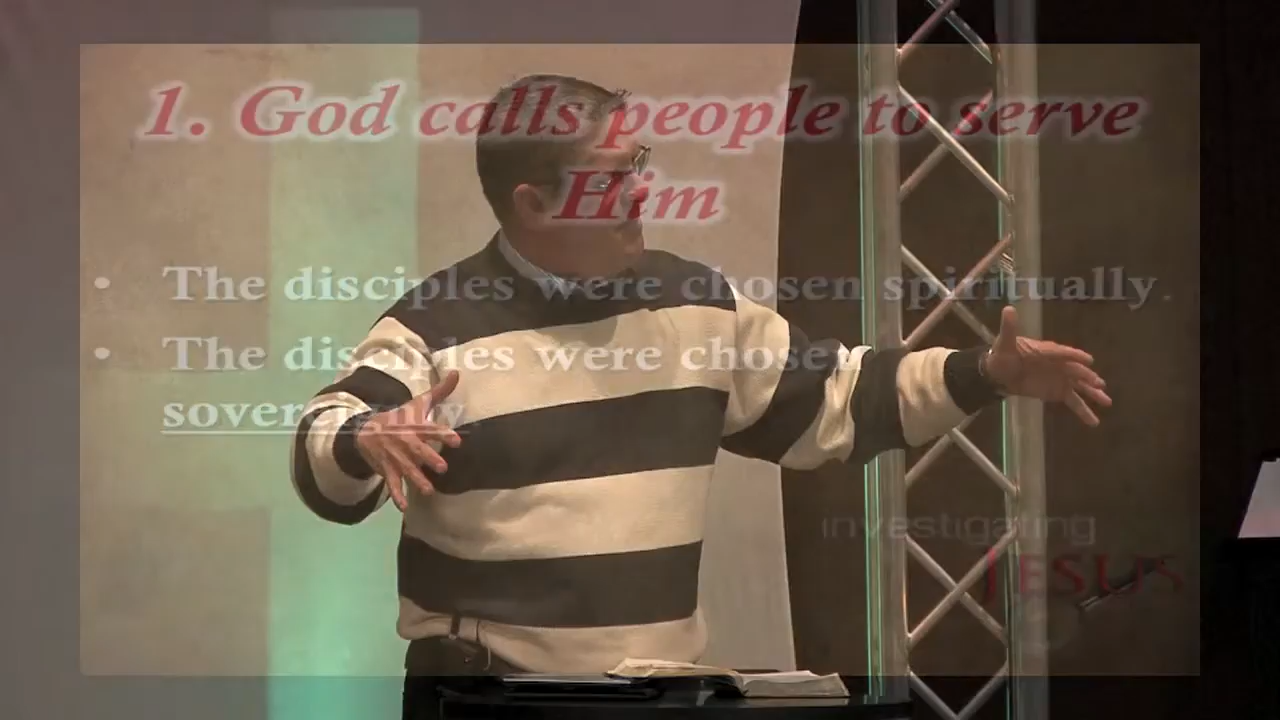 1. God calls people to serve
Him
• The disciples were chosen spiritually.
• The disciples were chosen
sovereignly.
investigating
JESUS